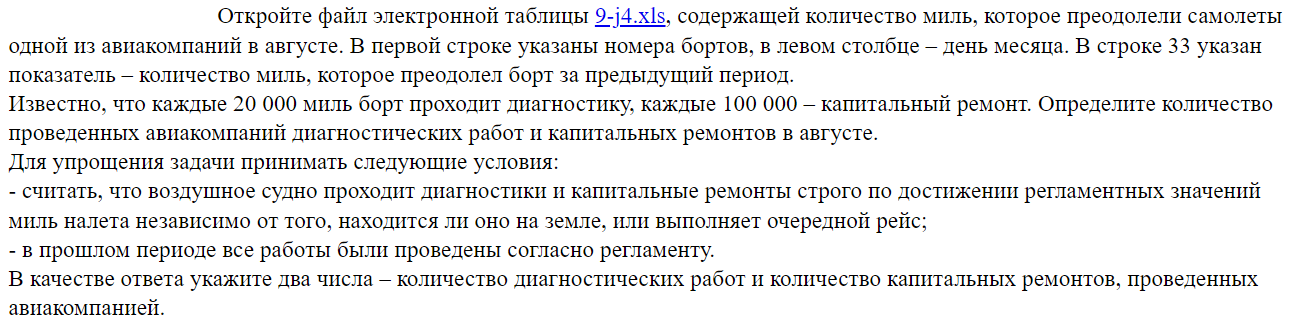 Откройте файл электронной таблицы 9-j4.xls, содержащей количество миль, которое преодолели самолеты
одной из авиакомпаний в августе. В первой строке указаны номера бортов, в левом столбце – день месяца. В строке 33 указан
показатель – количество миль, которое преодолел борт за предыдущий период.
Известно, что каждые 20 000 миль борт проходит диагностику, каждые 100 000 – капитальный ремонт. Определите количество
проведенных авиакомпаний диагностических работ и капитальных ремонтов в августе.
Для упрощения задачи принимать следующие условия:
- считать, что воздушное судно проходит диагностики и капитальные ремонты строго по достижении регламентных значений
миль налета независимо от того, находится ли оно на земле, или выполняет очередной рейс;
- в прошлом периоде все работы были проведены согласно регламенту.
В качестве ответа укажите два числа – количество диагностических работ и количество капитальных ремонтов, проведенных
авиакомпанией.